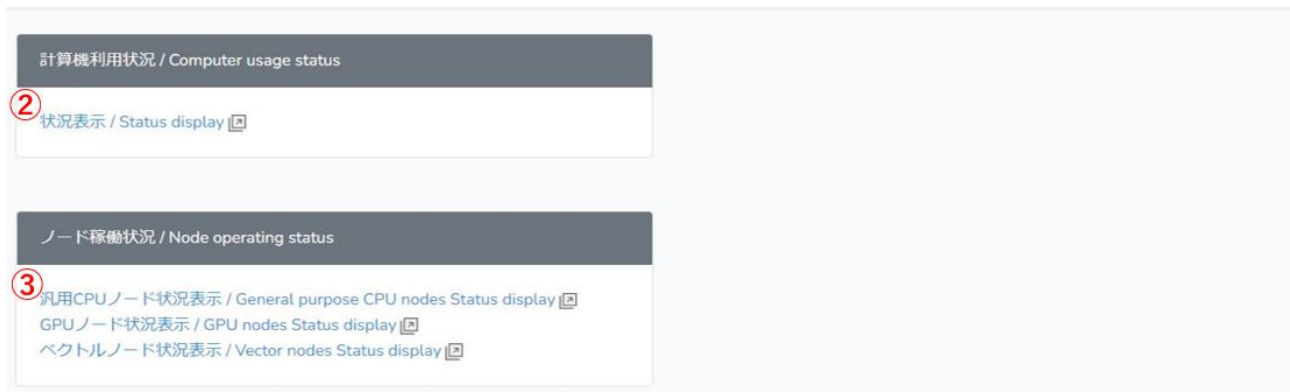 計算機利用状況 / Computer usage status
②
状況表示 / Status display
ノード稼働状況 / Node operating status
③
汎用CPUノード状況表示 / General purpose CPU nodes Status display
GPUノード状況表示 / GPU nodes Status display
ベクトルノード状況表示 / Vector nodes Status display